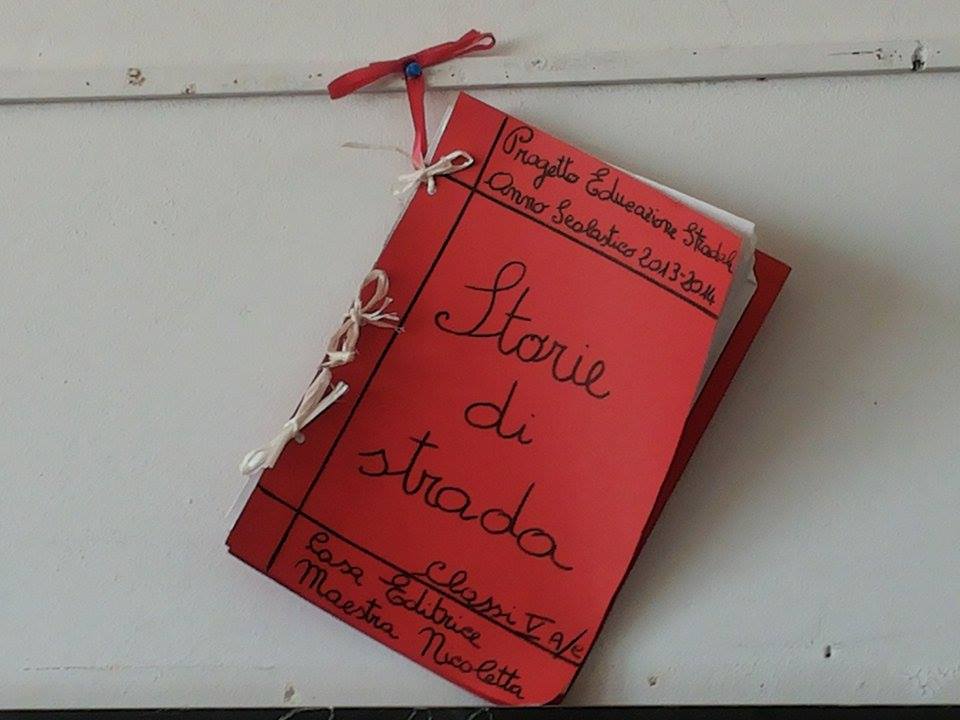 Progetto Educazione Stradale
Anno Scolastico 2013-2014
Storie
di
strada
Classi V A/e
Casa Editrice
Maestra Nicoletta